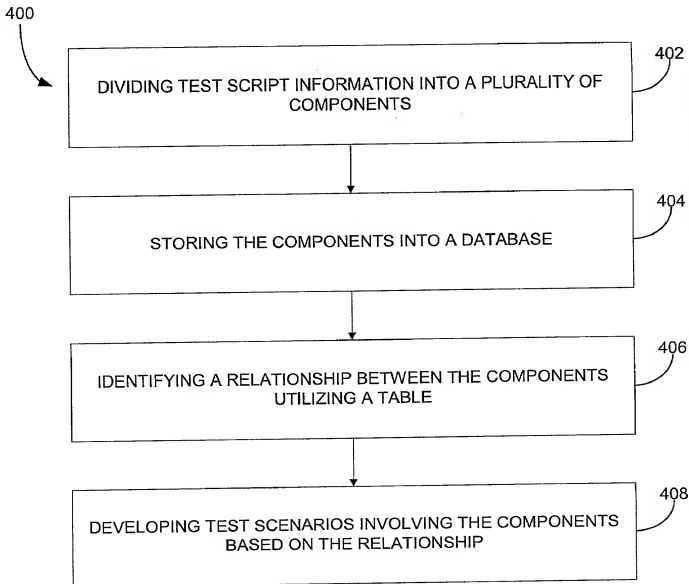 400
402
DIVIDING TEST SCRIPT INFORMATION INTO A PLURALITY OF
COMPONENTS
404
STORING THE COMPONENTS INTO A DATABASE
406
IDENTIFYING A RELATIONSHIP BETWEEN THE COMPONENTS
UTILIZING A TABLE
408
DEVELOPING TEST SCENARIOS INVOLVING THE COMPONENTS
BASED ON THE RELATIONSHIP